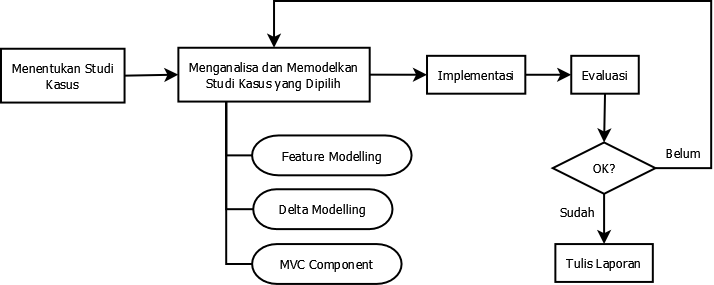 Menentukan Studi
Kasus
Menganalisa dan Memodelkan
Studi Kasus yang Dipilih
Implementasi
Evaluasi
Feature Modelling
Delta Modelling
MVC Component
OK?
Belum
Sudah
Tulis Laporan